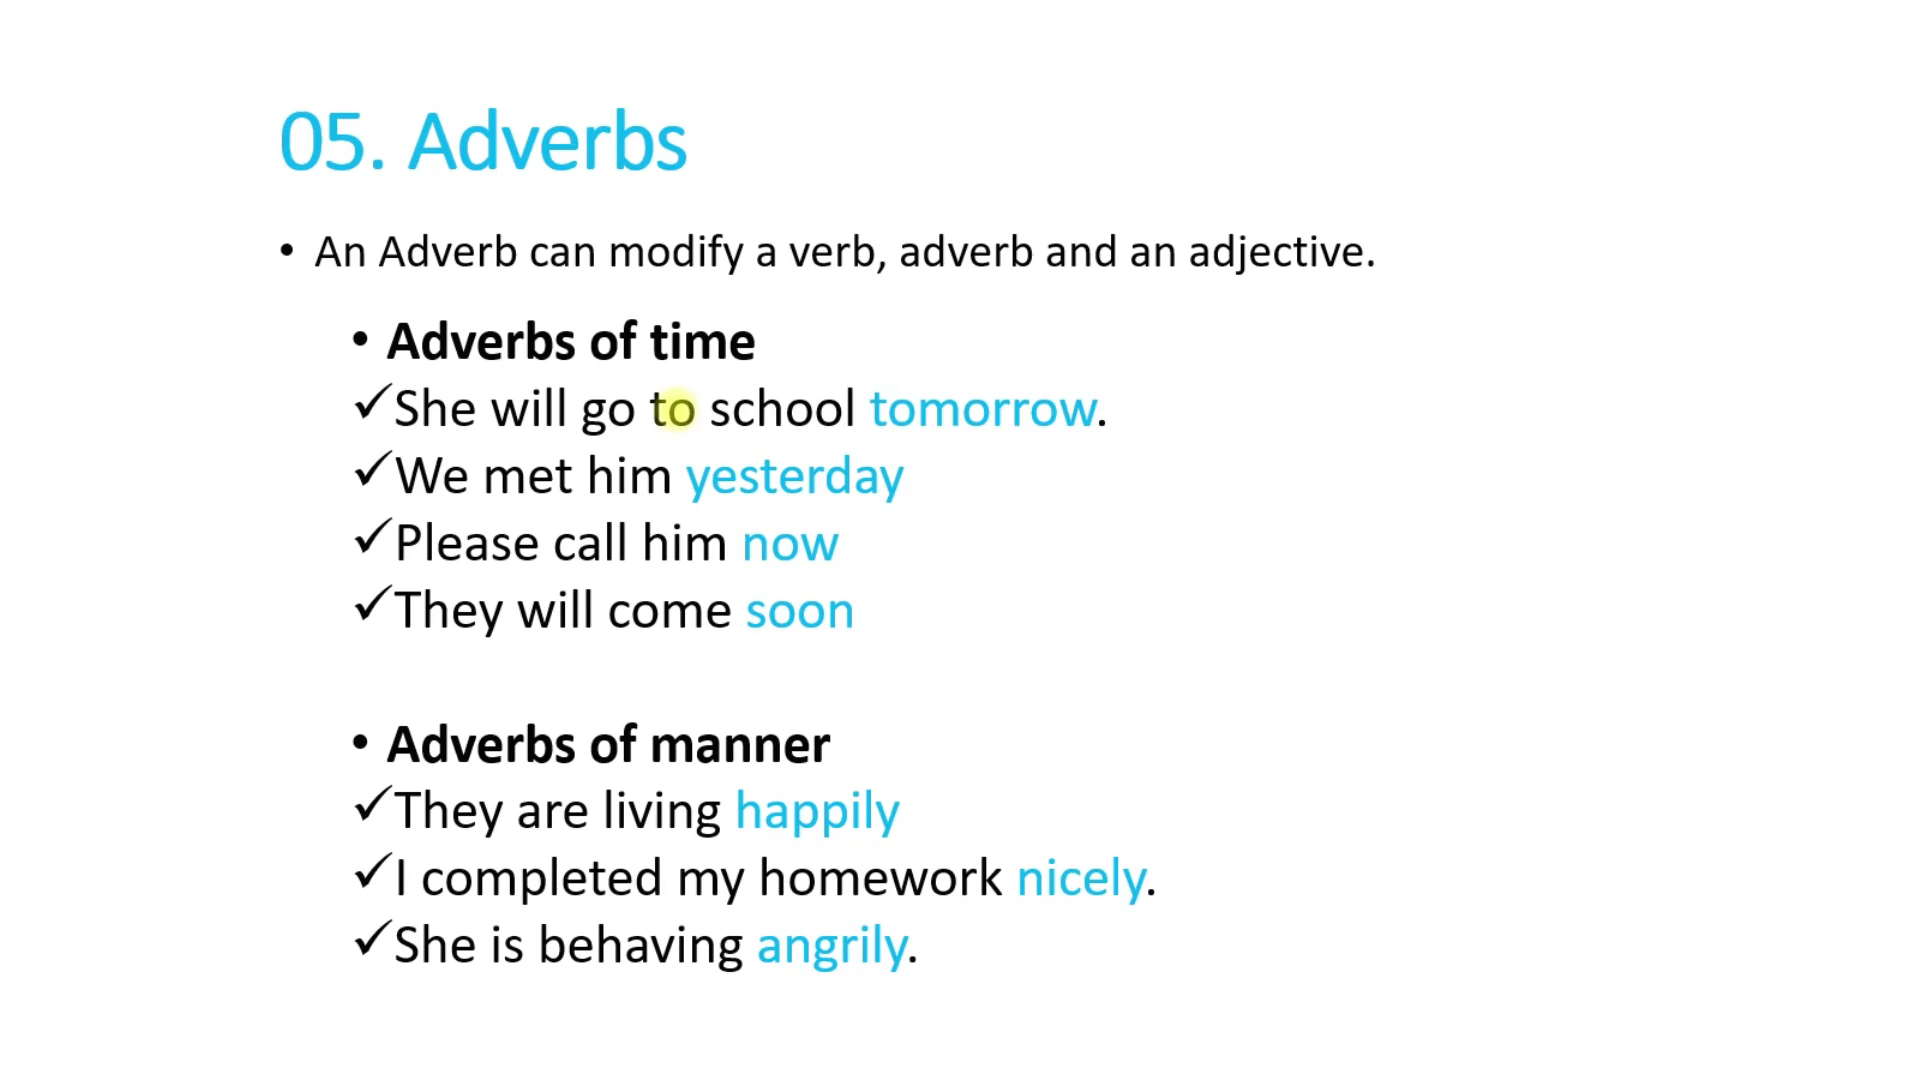 05. Adverbs
• An Adverb can modify a verb, adverb and an adjective.
• Adverbs of time
✓She will go to school tomorrow.
✓We met him yesterday
✓Please call him now
✓They will come soon
• Adverbs of manner
✓They are living happily
✓I completed my homework nicely.
✓She is behaving angrily.